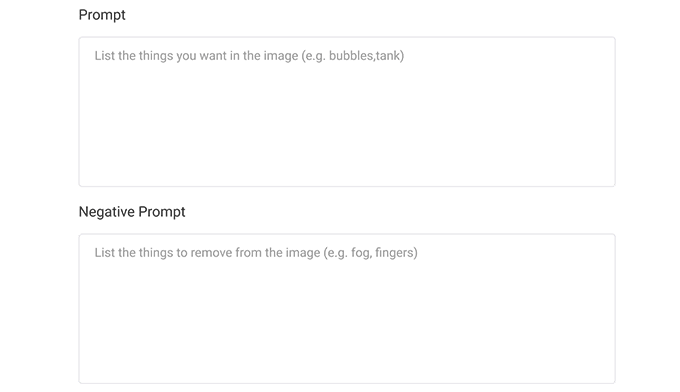 Prompt
List the things you want in the image (e.g. bubbles,tank)
Negative Prompt
List the things to remove from the image (e.g. fog, fingers)